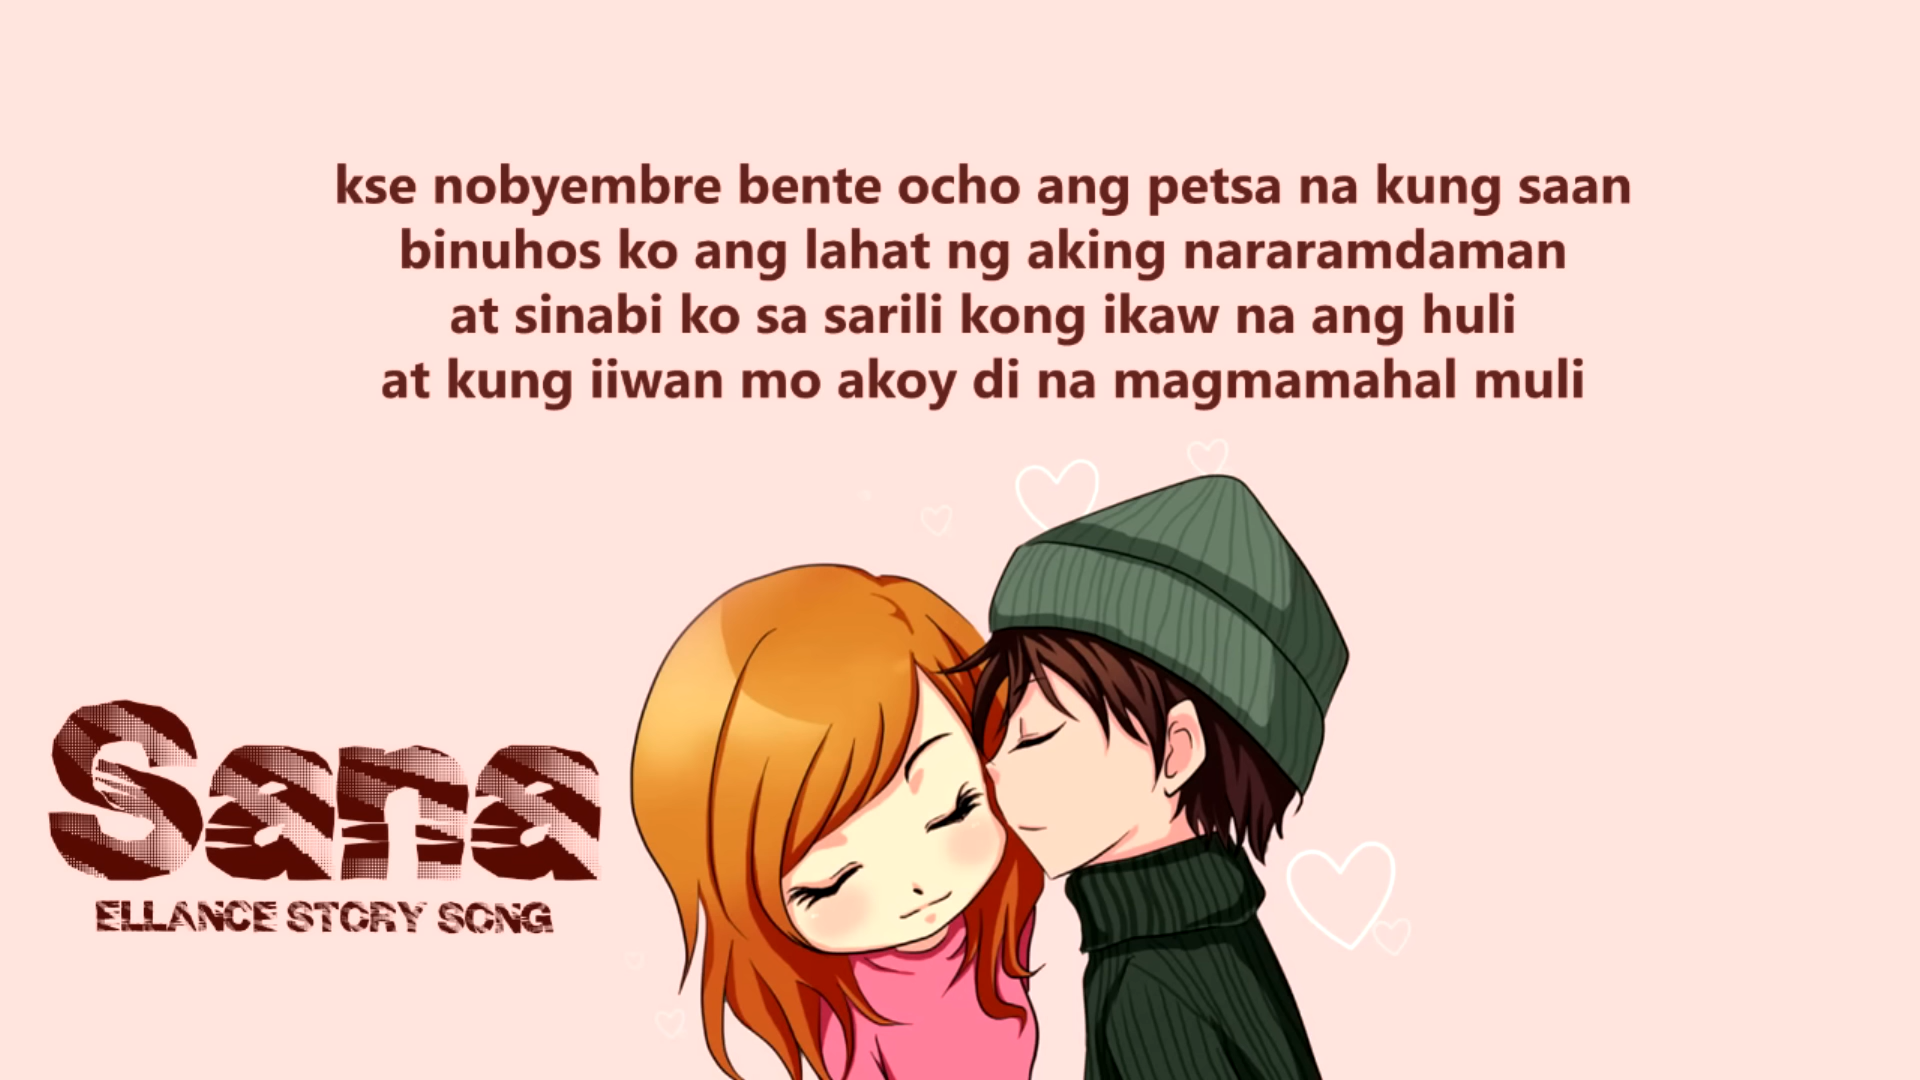 kse nobyembre bente ocho ang petsa na kung saan
binuhos ko ang lahat ng aking nararamdaman
at sinabi ko sa sarili kong ikaw na ang huli
at kung iiwan mo akoy di na magmamahal muli
Sana
ELLANCE STORY SONG